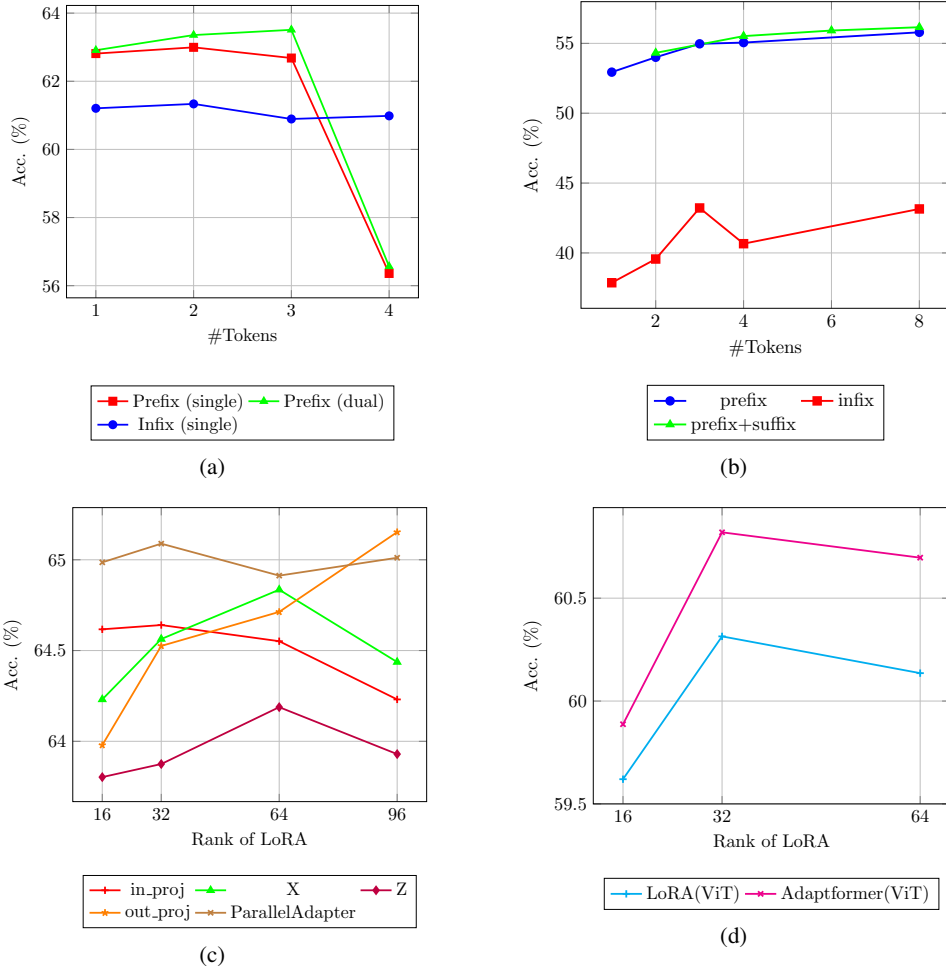 64
62
60
58
56
Acc. (%)
1 2 3 4
#Tokens
Prefix (single) Prefix (dual)
Infix (single)
(a)
55
50
45
40
Acc. (%)
2 4 6 8
#Tokens
prefix infix
prefix+suffix
(b)
65
64.5
64
Acc. (%)
16 32 64 96
Rank of LoRA
in_proj X Z
out_proj ParallelAdapter
(c)
60.5
60
59.5
Acc. (%)
16 32 64
Rank of LoRA
LoRA(ViT) Adaptformer(ViT)
(d)